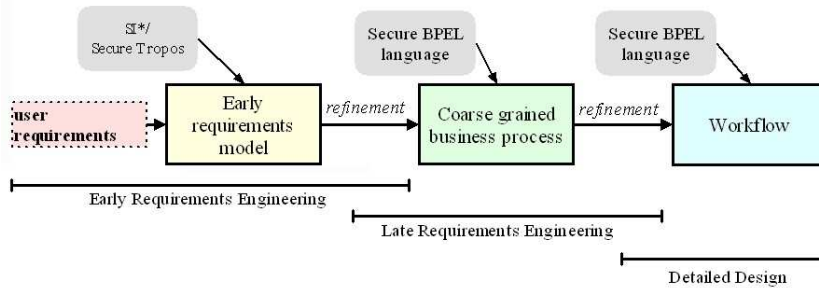 SI*/
Secure Tropos
Secure BPEL
language
Secure BPEL
language
user
requirements
Early
requirements
model
refinement
Coarse grained
business process
refinement
Workflow
Early Requirements Engineering
Late Requirements Engineering
Detailed Design